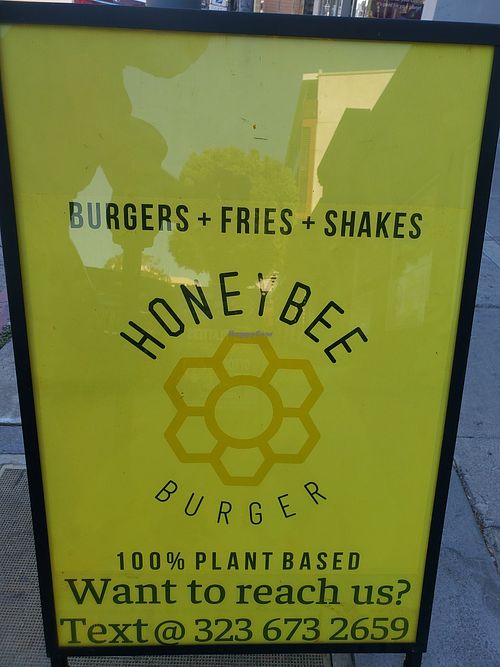 BURGERS + FRIES + SHAKES
HONEYBEE
BURGER
100% PLANT BASED
Want to reach us?
Text @ 323 673 2659